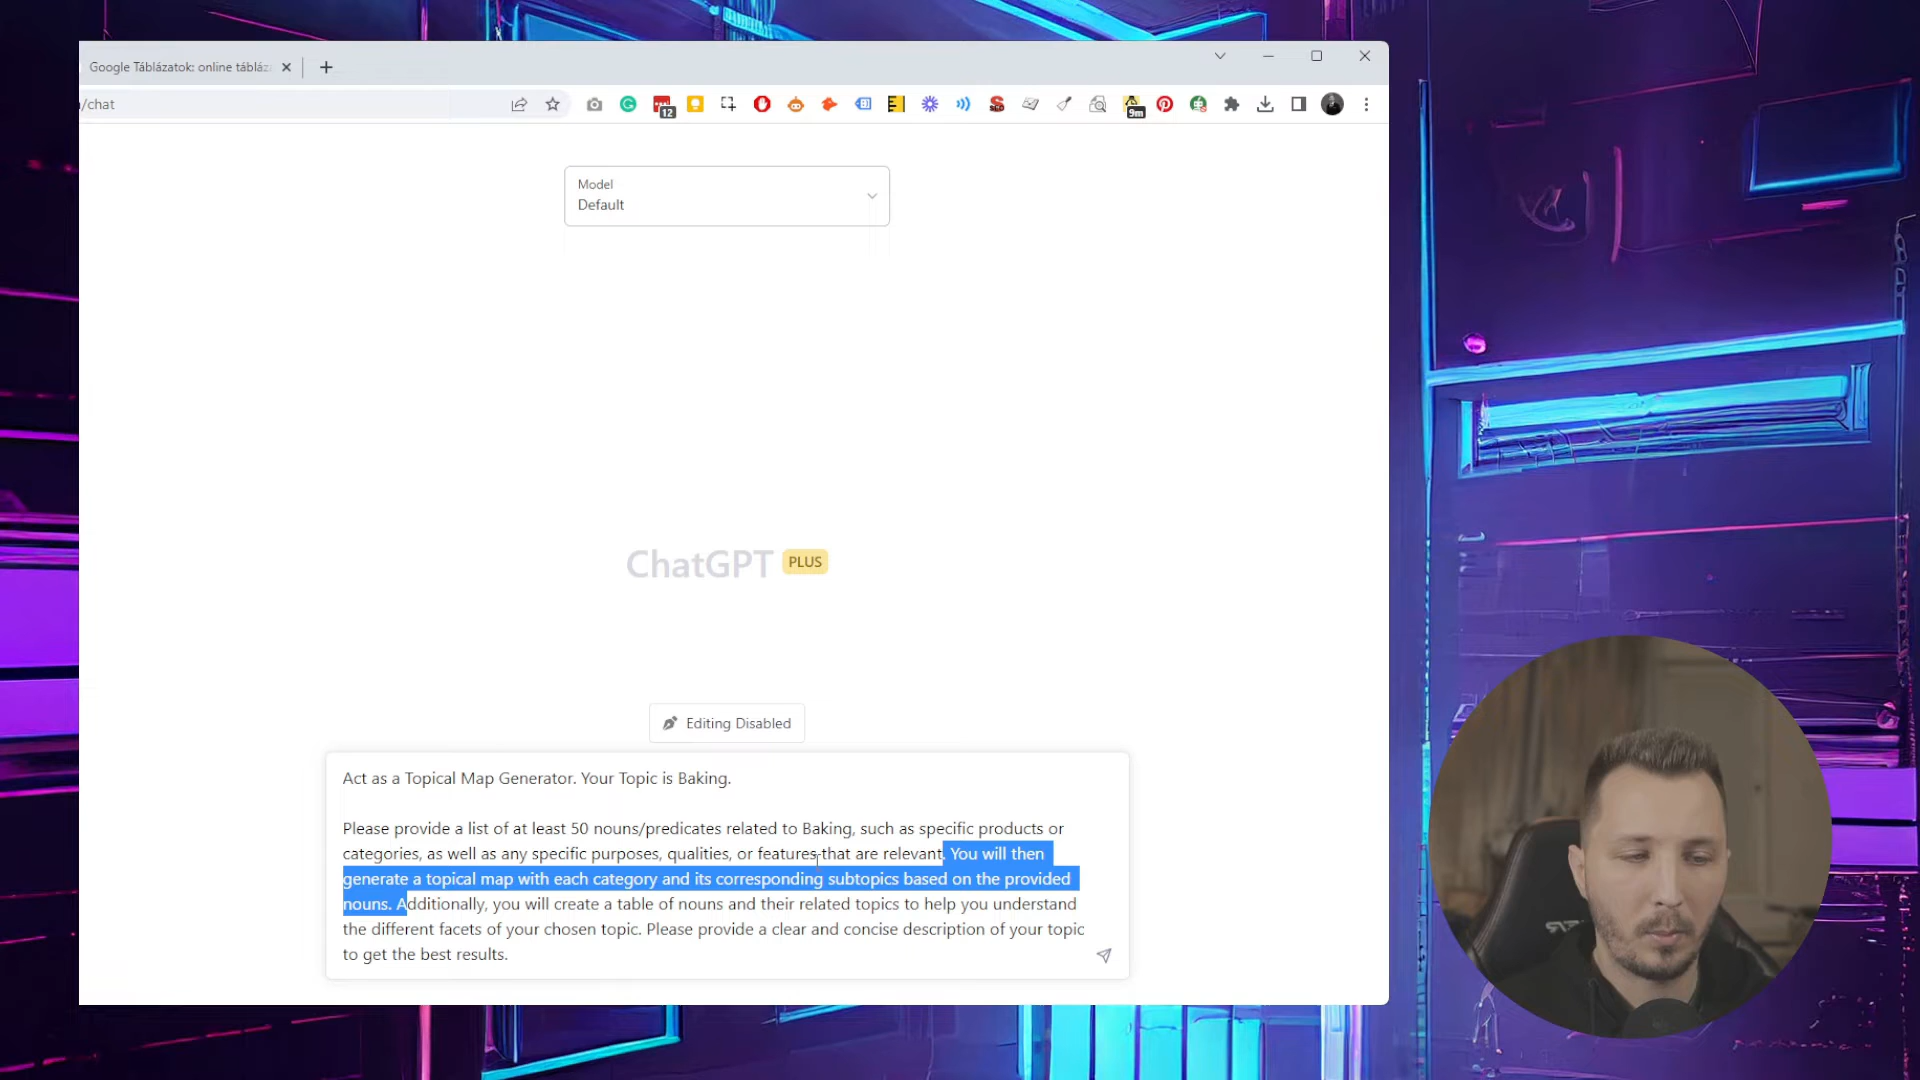 Google Táblázatok: online tábláz
/chat
12
9m
Model
Default
ChatGPT PLUS
Editing Disabled
Act as a Topical Map Generator. Your Topic is Baking.
Please provide a list of at least 50 nouns/predicates related to Baking, such as specific products or
categories, as well as any specific purposes, qualities, or features that are relevant. You will then
generate a topical map with each category and its corresponding subtopics based on the provided
nouns. Additionally, you will create a table of nouns and their related topics to help you understand
the different facets of your chosen topic. Please provide a clear and concise description of your topic
to get the best results.